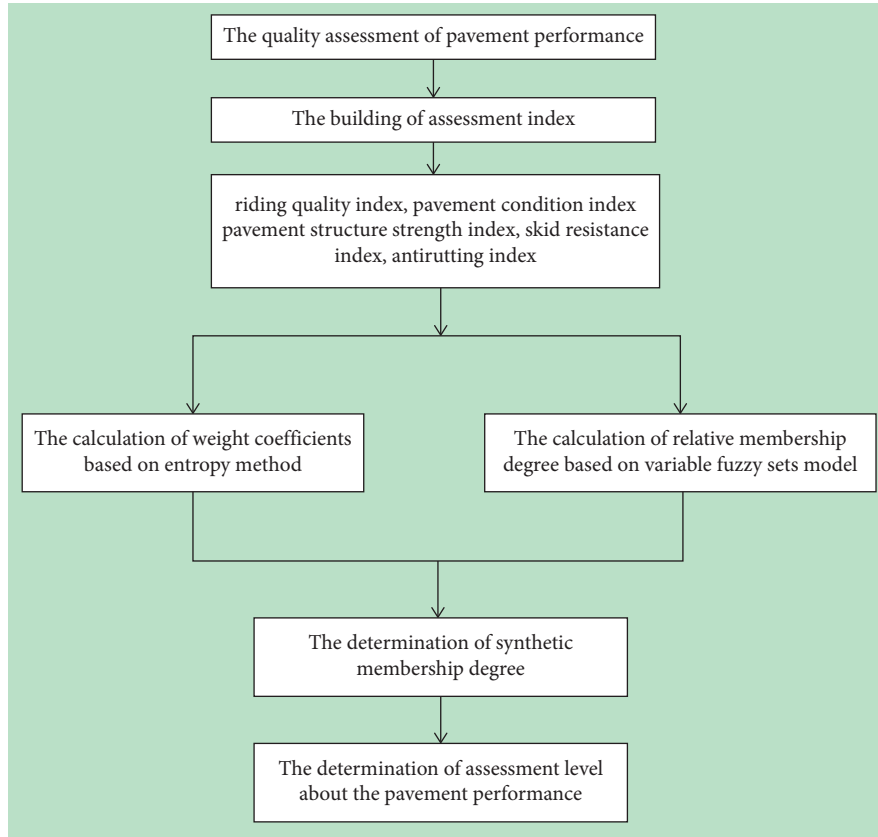 The quality assessment of pavement performance
The building of assessment index
riding quality index, pavement condition index
pavement structure strength index, skid resistance
index, antirutting index
The calculation of weight coefficients
based on entropy method
The calculation of relative membership
degree based on variable fuzzy sets model
The determination of synthetic
membership degree
The determination of assessment level
about the pavement performance